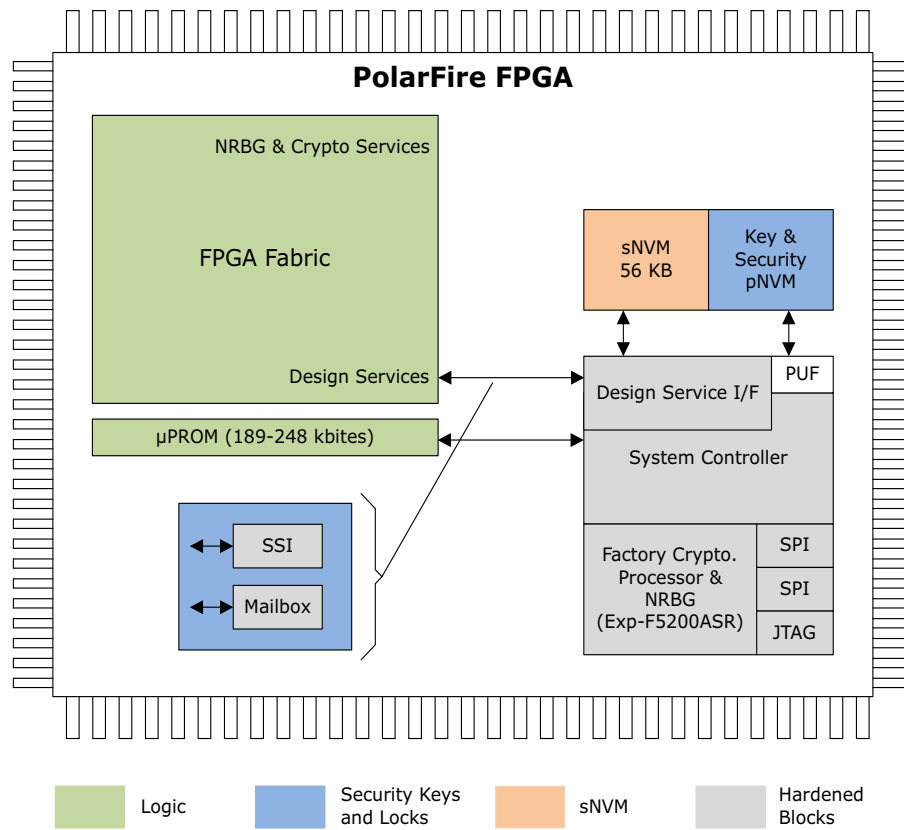 PolarFire FPGA
NRBG & Crypto Services
FPGA Fabric
Design Services
sNVM
56 KB
Key &
Security
pNVM
Design Service I/F
PUF
µPROM (189-248 kbites)
System Controller
SSI
Mailbox
Factory Crypto.
Processor &
NRBG
(Exp-F5200ASR)
SPI
SPI
JTAG
Logic
Security Keys
and Locks
sNVM
Hardened
Blocks